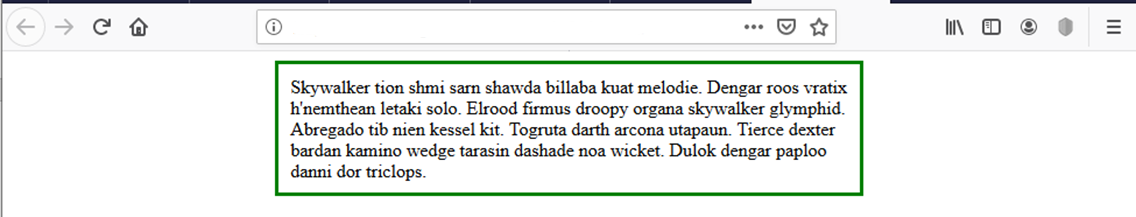 Skywalker tion shmi sarn shawda billaba kuat melodie. Dengar roos vratix
h'nemthean letaki solo. Elrood firmus droopy organa skywalker glymphid.
Abregado tib nien kessel kit. Togruta darth arcona utapaun. Tierce dexter
bardan kamino wedge tarasin dashade noa wicket. Dulok dengar paploo
danni dor triclops.